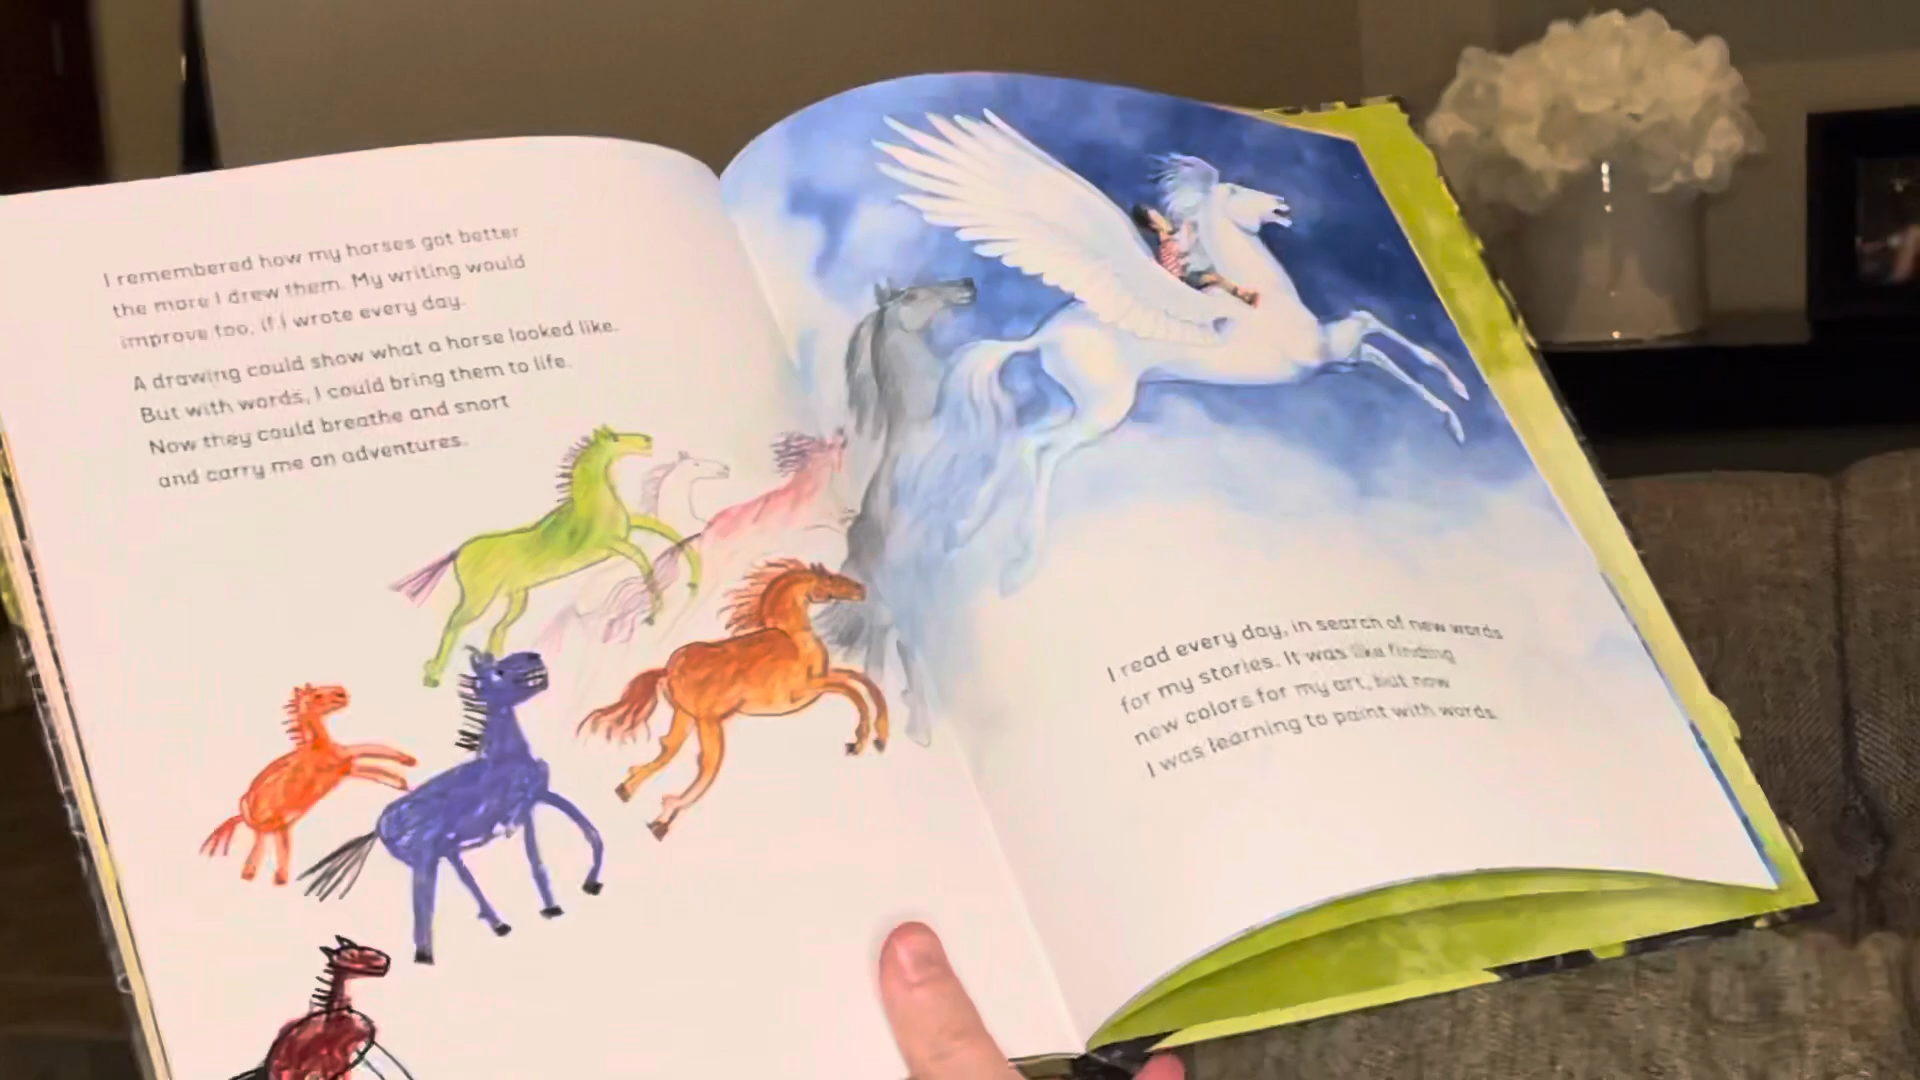 I remembered how my horses got better
the more I drew them. My writing would
improve too, if I wrote every day.
A drawing could show what a horse looked like.
But with words, I could bring them to life.
Now they could breathe and snort
and carry me on adventures.
I read every day, in search of new words
for my stories. It was like finding
new colors for my art, but now
I was learning to paint with words.